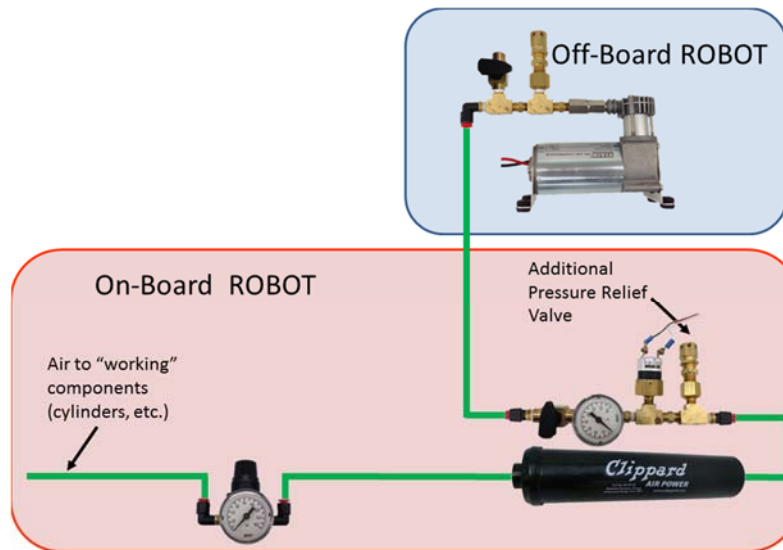 Off-Board ROBOT
On-Board ROBOT
Additional
Pressure Relief
Valve
Air to “working”
components
(cylinders, etc.)
Clippard
AIR POWER